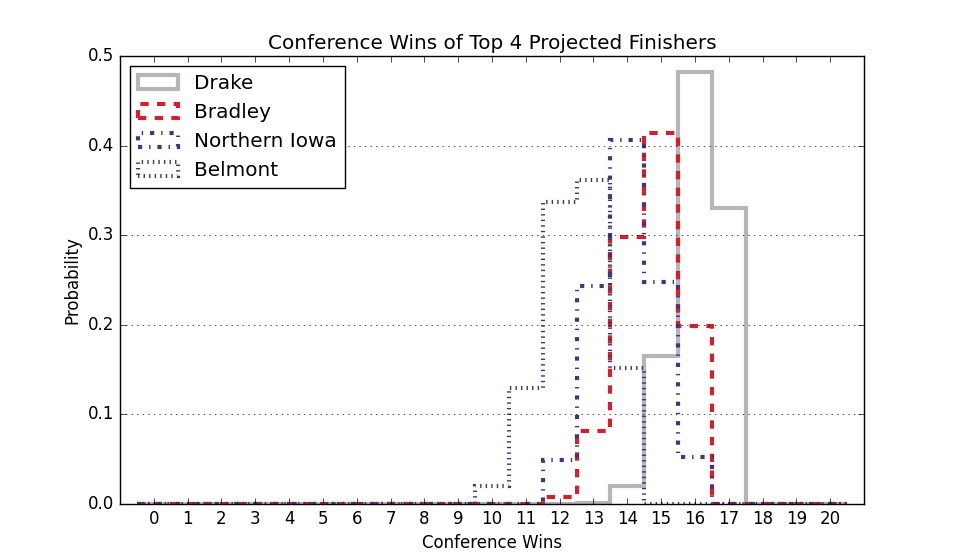 Conference Wins of Top 4 Projected Finishers
0.5
Drake
Bradley
Northern Iowa
Belmont
0.4
0.3
0.2
0.1
0.0
Probability
0 1 2 3 4 5 6 7 8 9 10 11 12 13 14 15 16 17 18 19 20
Conference Wins